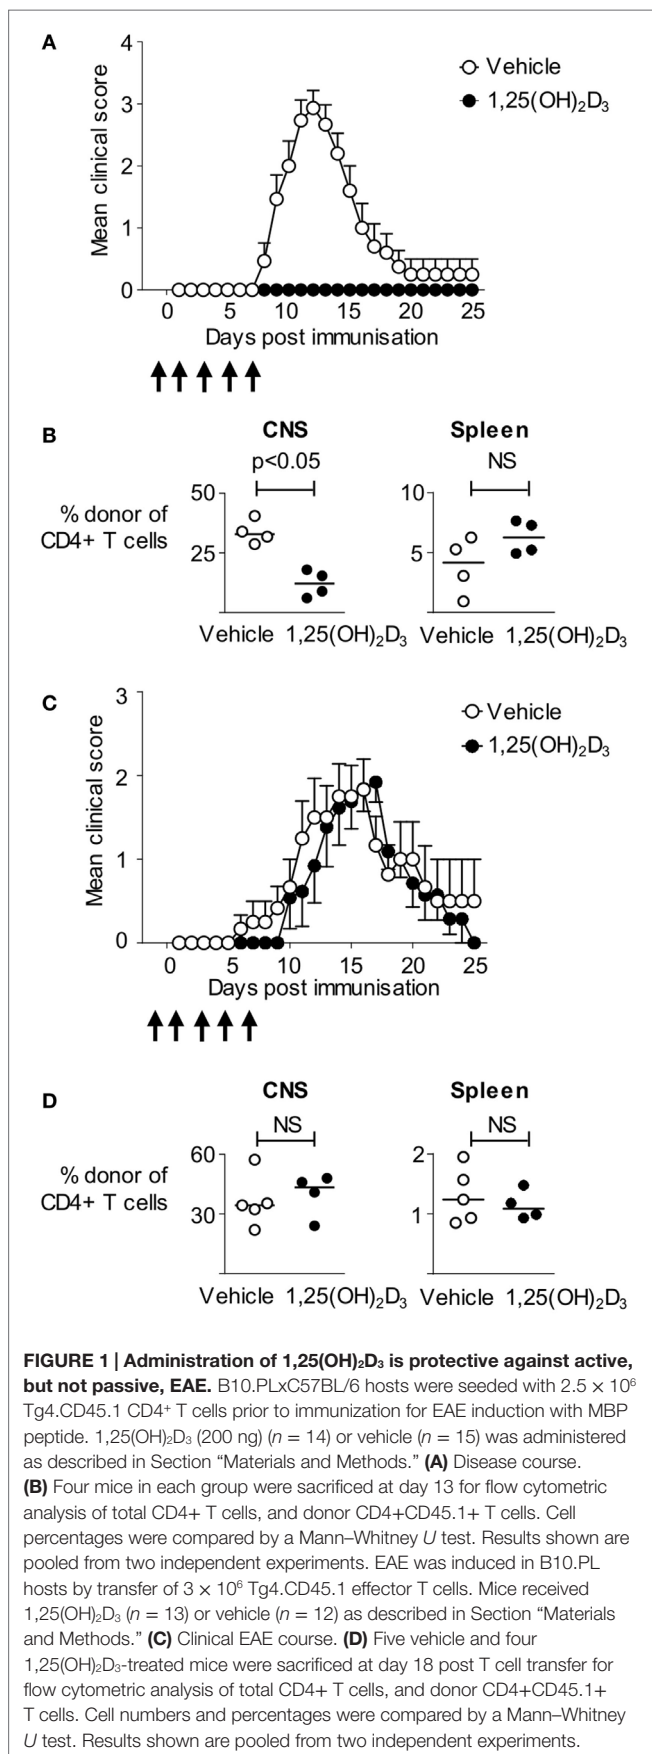 A
4
3
2
1
0
Mean clinical score
Vehicle
1,25(OH)₂D₃
0 5 10 15 20 25
Days post immunisation
B
CNS
Spleen
p<0.05
NS
% donor of
CD4+ T cells
50
25
10
5
Vehicle 1,25(OH)₂D₃
Vehicle 1,25(OH)₂D₃
C
3
2
1
0
Mean clinical score
Vehicle
1,25(OH)₂D₃
0 5 10 15 20 25
Days post immunisation
D
CNS
Spleen
NS
NS
% donor of
CD4+ T cells
60
30
2
1
Vehicle 1,25(OH)₂D₃
Vehicle 1,25(OH)₂D₃
FIGURE 1 | Administration of 1,25(OH)₂D₃ is protective against active,
but not passive, EAE. B10.PLxC57BL/6 hosts were seeded with 2.5 × 10⁶
Tg4.CD45.1 CD4⁺ T cells prior to immunization for EAE induction with MBP
peptide. 1,25(OH)₂D₃ (200 ng) (n = 14) or vehicle (n = 15) was administered
as described in Section “Materials and Methods.” (A) Disease course.
(B) Four mice in each group were sacrificed at day 13 for flow cytometric
analysis of total CD4+ T cells, and donor CD4+CD45.1+ T cells. Cell
percentages were compared by a Mann–Whitney U test. Results shown are
pooled from two independent experiments. EAE was induced in B10.PL
hosts by transfer of 3 × 10⁶ Tg4.CD45.1 effector T cells. Mice received
1,25(OH)₂D₃ (n = 13) or vehicle (n = 12) as described in Section “Materials
and Methods.” (C) Clinical EAE course. (D) Five vehicle and four
1,25(OH)₂D₃-treated mice were sacrificed at day 18 post T cell transfer for
flow cytometric analysis of total CD4+ T cells, and donor CD4+CD45.1+
T cells. Cell numbers and percentages were compared by a Mann–Whitney
U test. Results shown are pooled from two independent experiments.